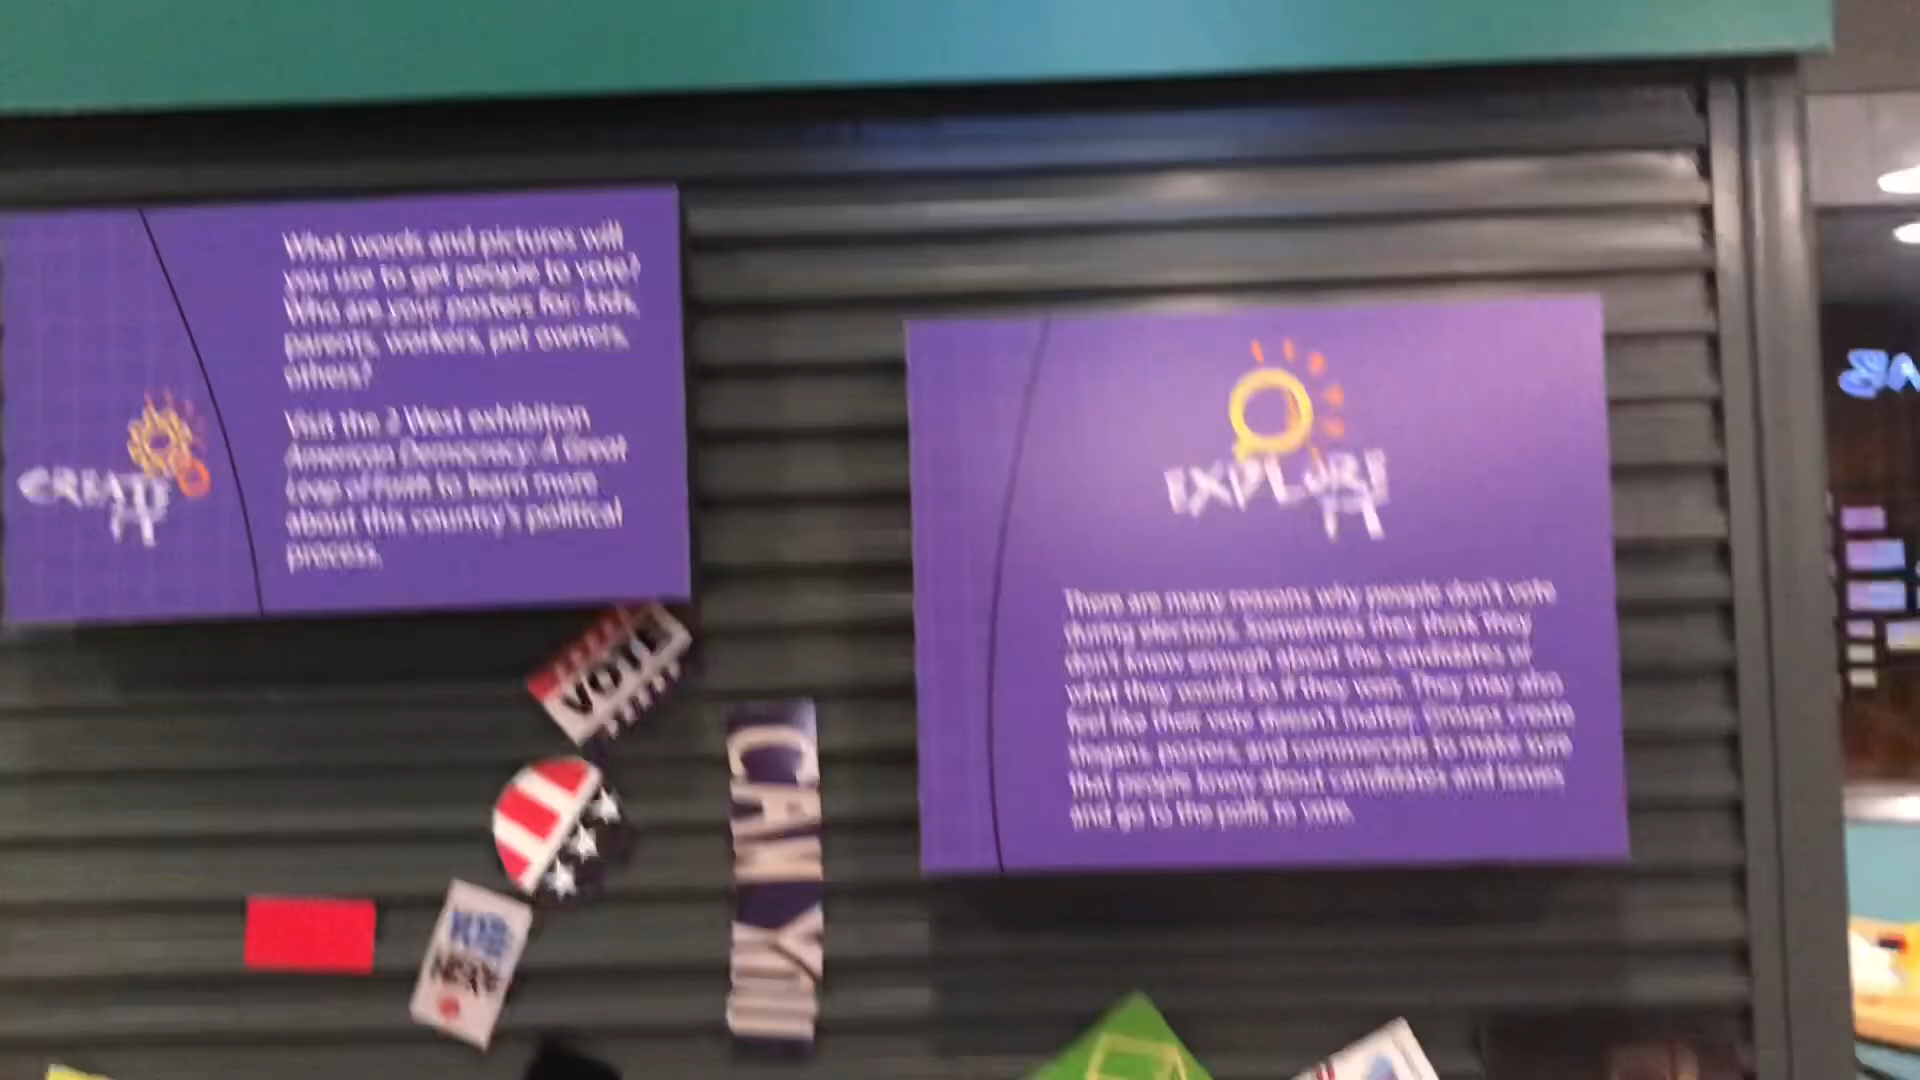 What words and pictures will
you use to get people to vote?
Who are your posters for: kids,
parents, workers, pet owners,
others?
Visit the 2 West exhibition
American Democracy: A Great
Leap of Faith to learn more
about this country's political
process.
CREATE
IT
EXPLORE
IT
There are many reasons why people don't vote
during elections. Sometimes they think they
don't know enough about the candidates or
what they would do if they won. They may also
feel like their vote doesn't matter. Groups create
slogans, posters, and commercials to make sure
that people know about candidates and issues,
and go to the polls to vote.
VOTE